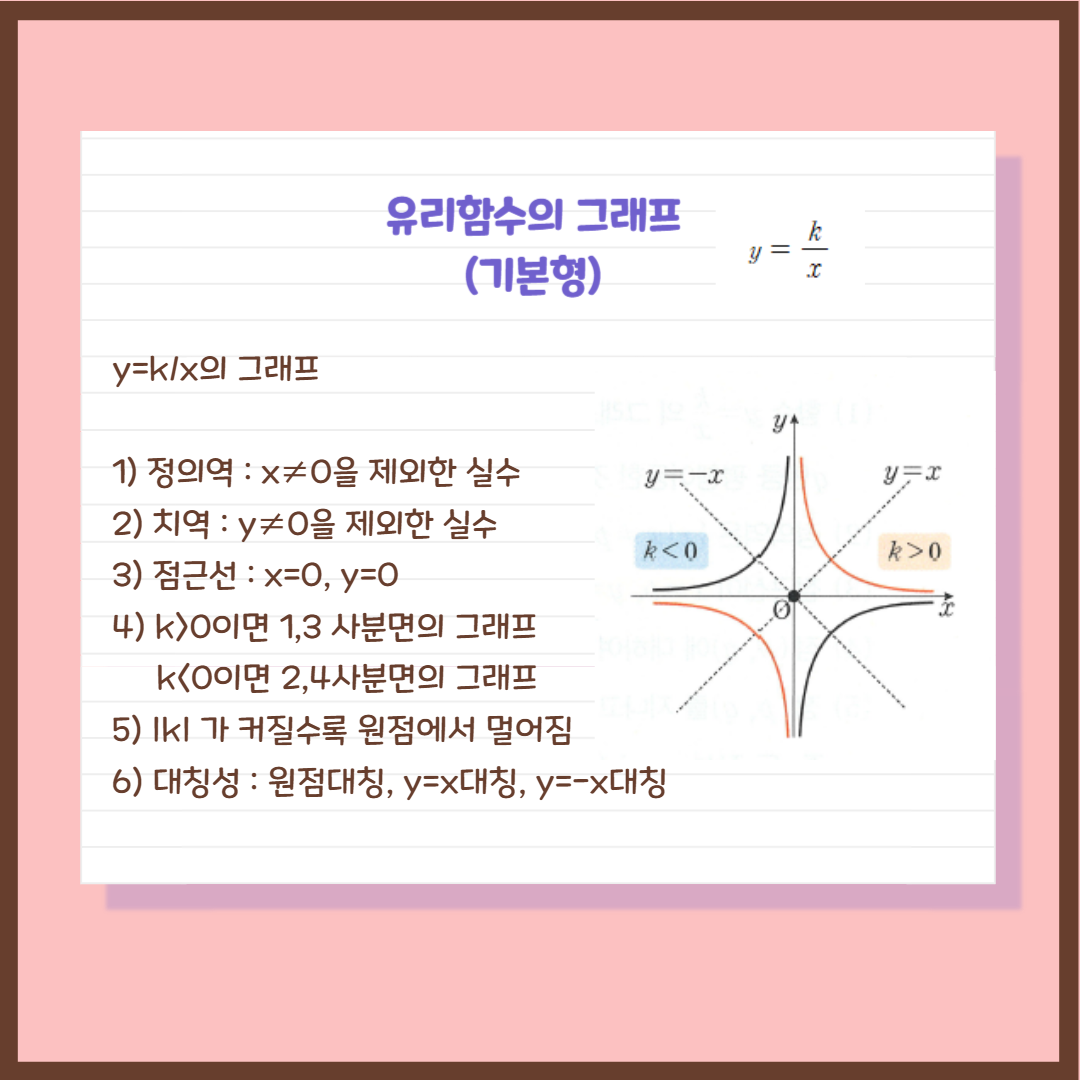 유리함수의 그래프
(기본형)
y = k/x
y=k/x의 그래프
1) 정의역 : x≠0을 제외한 실수
2) 치역 : y≠0을 제외한 실수
3) 점근선 : x=0, y=0
4) k>0이면 1,3 사분면의 그래프
k<0이면 2,4사분면의 그래프
5) |k| 가 커질수록 원점에서 멀어짐
6) 대칭성 : 원점대칭, y=x대칭, y=-x대칭
y
y=-x
y=x
k<0
k>0
O
x